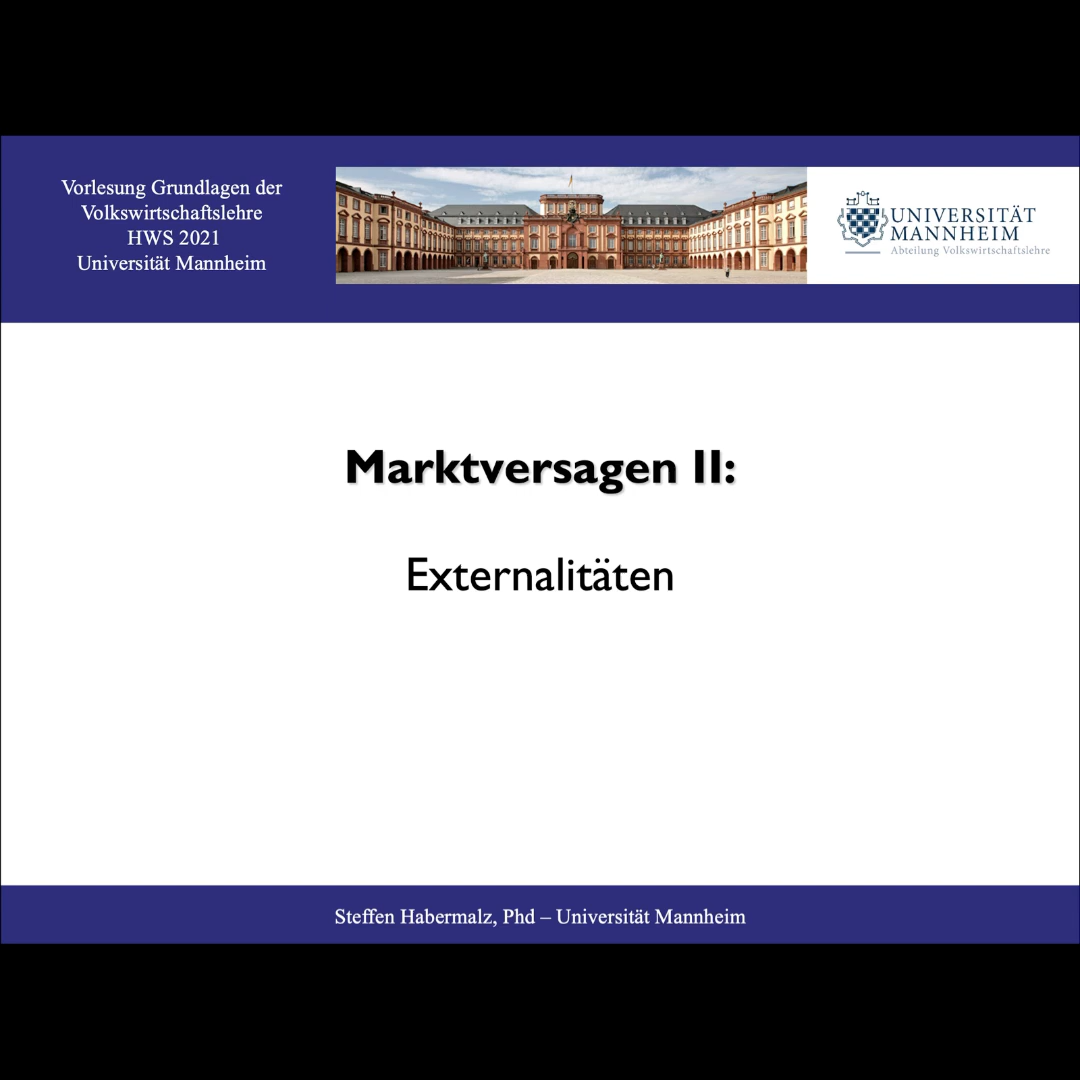 Vorlesung Grundlagen der
Volkswirtschaftslehre
HWS 2021
Universität Mannheim
UNIVERSITÄT
MANNHEIM
Abteilung Volkswirtschaftslehre
Marktversagen II:
Externalitäten
Steffen Habermalz, Phd – Universität Mannheim